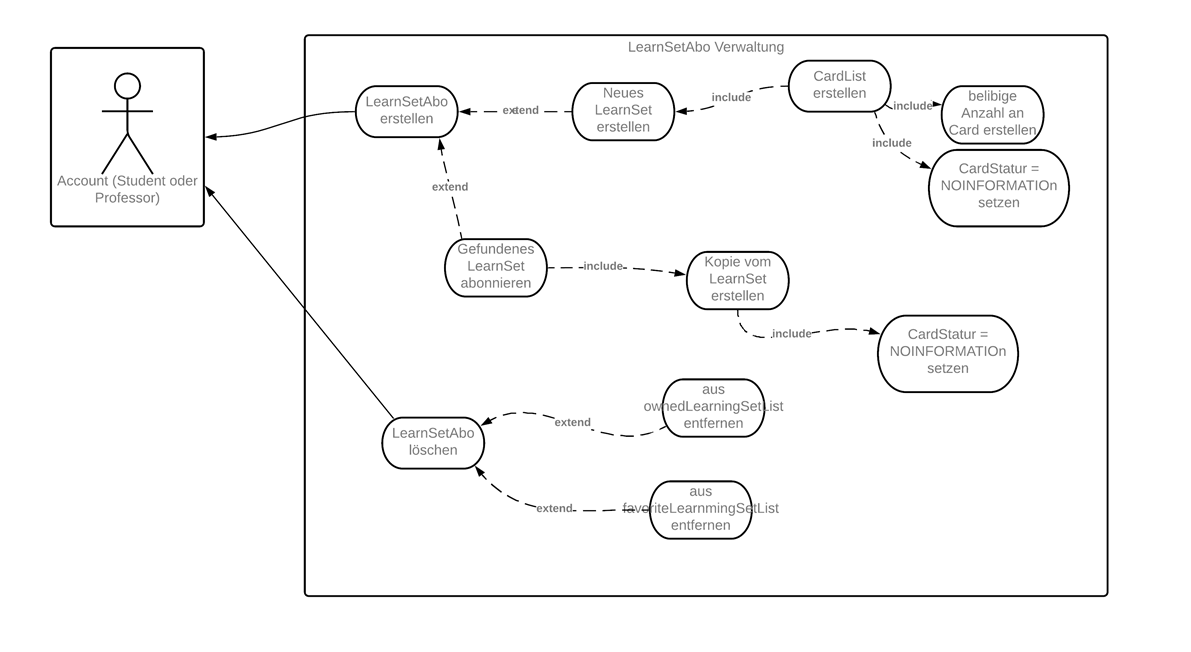 LearnSetAbo Verwaltung
Account (Student oder
Professor)
LearnSetAbo
erstellen
extend
Neues
LearnSet
erstellen
include
CardList
erstellen
include
belibige
Anzahl an
Card erstellen
include
CardStatur =
NOINFORMATIOn
setzen
extend
Gefundenes
LearnSet
abonnieren
include
Kopie vom
LearnSet
erstellen
include
CardStatur =
NOINFORMATIOn
setzen
LearnSetAbo
löschen
extend
aus
ownedLearningSetList
entfernen
extend
aus
favoriteLearnmingSetList
entfernen